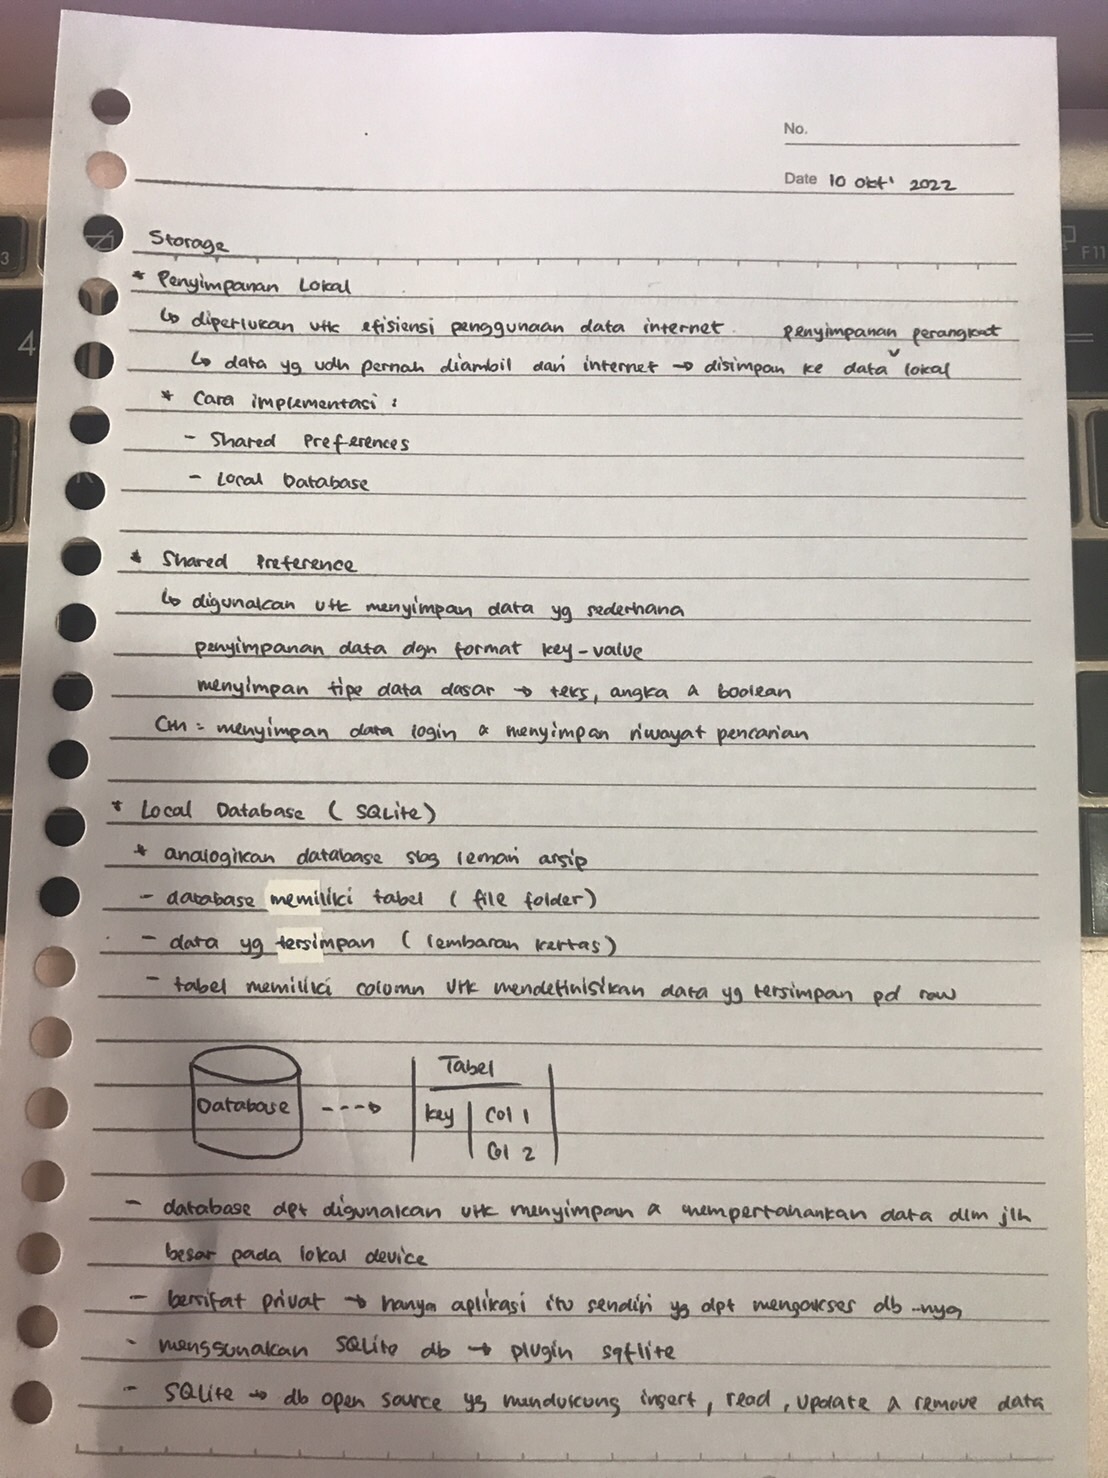 No.
Date 10 okt' 2022
Storage
* Penyimpanan Lokal
↳ diperlukan utk efisiensi penggunaan data internet. penyimpanan perangkat
↳ data yg udh pernah diambil dari internet → disimpan ke data ˅ lokal
* Cara implementasi :
- Shared Preferences
- Local Database
* Shared Preference
↳ digunakan utk menyimpan data yg sederhana
penyimpanan data dgn format key-value
menyimpan tipe data dasar → teks, angka & boolean
Cth = menyimpan data login & menyimpan riwayat pencarian
* Local Database (SQLite)
* analogikan database sbg lemari arsip
- database memiliki tabel (file folder)
- data yg tersimpan (lembaran kertas)
- tabel memiliki column utk mendefinisikan data yg tersimpan pd row
Tabel
Database ---→ key col 1
Col 2
- database dpt digunakan utk menyimpan & mempertahankan data dlm jlh
besar pada lokal device
- bersifat privat → hanya aplikasi itu sendiri yg dpt mengakses db-nya
- menggunakan SQLite db → plugin sqflite
- SQLite → db open source yg mendukung insert, read, update & remove data
F11
3
4